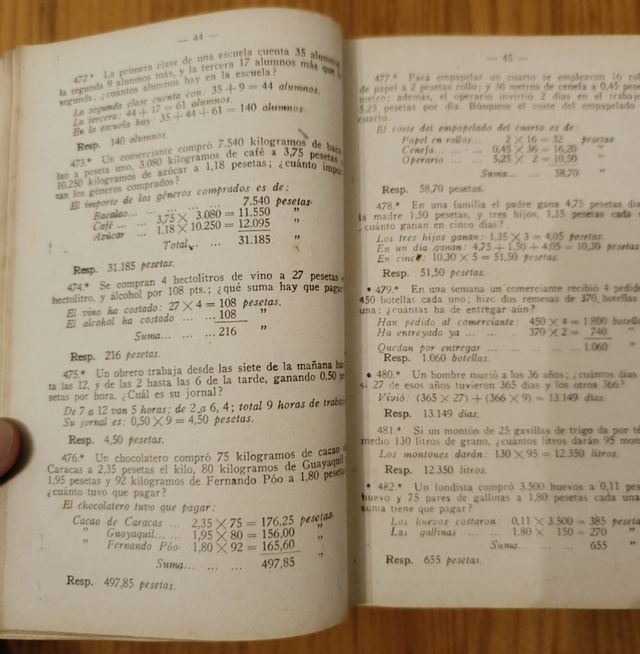 — 44 —
472.* La primera clase de una escuela cuenta 35 alumnos
la segunda 9 alumnos más, y la tercera 17 alumnos más que la
segunda; ¿cuántos alumnos hay en la escuela?
La segunda clase cuenta con: 35 + 9 = 44 alumnos.
La tercera: 44 + 17 = 61 alumnos.
En la escuela hay: 35 + 44 + 61 = 140 alumnos.
Resp. 140 alumnos.
473.* Un comerciante compró 7.540 kilogramos de baca-
lao a peseta uno, 3.080 kilogramos de café a 3,75 pesetas y
10.250 kilogramos de azúcar a 1,18 pesetas; ¿cuánto impor-
tan los géneros comprados?
El importe de los géneros comprados es de:
Bacalao... ... ... ... ... 7.540 pesetas.
Café ... ... 3,75 × 3.080 = 11.550 "
Azúcar ... 1,18 × 10.250 = 12.095 "
Total... ... 31.185 "
Resp. 31.185 pesetas.
474.* Se compran 4 hectolitros de vino a 27 pesetas
hectolitro, y alcohol por 108 pts.; ¿qué suma hay que pagar
El vino ha costado: 27 × 4 = 108 pesetas.
El alcohol ha costado ... ... 108 "
Suma... ... ... 216 "
Resp. 216 pesetas.
475.* Un obrero trabaja desde las siete de la mañana has-
ta las 12, y de las 2 hasta las 6 de la tarde, ganando 0,50 pe-
setas por hora. ¿Cuál es su jornal?
De 7 a 12 van 5 horas; de 2 a 6, 4; total 9 horas de trabajo
Su jornal es: 0,50 × 9 = 4,50 pesetas.
Resp. 4,50 pesetas.
476.* Un chocolatero compró 75 kilogramos de cacao
Caracas a 2,35 pesetas el kilo, 80 kilogramos de Guayaquil
1,95 pesetas y 92 kilogramos de Fernando Póo a 1,80 pesetas
¿cuánto tuvo que pagar?
El chocolatero tuvo que pagar:
Cacao de Caracas ... 2,35 × 75 = 176,25 pesetas.
" Guayaquil... ... 1,95 × 80 = 156,00 "
" Fernando Póo 1,80 × 92 = 165,60 "
Suma... ... ... 497,85 "
Resp. 497,85 pesetas.
— 45 —
477.* Para empapelar un cuarto se emplearon 16 rol
de papel a 2 pesetas rollo; y 36 metros de cenefa a 0,45 pese
metro; además, el operario invirtió 2 días en el trabajo
5,25 pesetas por día. Búsquese el coste del empapelado
cuarto.
El coste del empapelado del cuarto es de:
Papel en rollos... .. 2 × 16 = 32 pesetas
Cenefa... ... ... ... 0,45 × 36 = 16,20 "
Operario ... ... ... 5,25 × 2 = 10,50 "
Suma... ... 58,70 "
Resp. 58,70 pesetas.
478.* En una familia el padre gana 4,75 pesetas dia
la madre 1,50 pesetas, y tres hijos, 1,35 pesetas cada
¿cuánto ganan en cinco días?
Los tres hijos ganan: 1,35 × 3 = 4,05 pesetas.
En un día ganan: 4,75 + 1,50 + 4,05 = 10,30 pesetas
En cinco: 10,30 × 5 = 51,50 pesetas.
Resp. 51,50 pesetas.
• 479.* En una semana un comerciante recibió 4 pedid
450 botellas cada uno; hizo dos remesas de 370 botellas
una; ¿cuántas ha de entregar aún?
Han pedido al comerciante: 450 × 4 = 1.800 botella
Ha entregado ya ... ... ... 370 × 2 = 740 "
Quedan por entregar ... ... ... ... 1.060 "
Resp. 1.060 botellas.
• 480.* Un hombre murió a los 36 años; ¿cuántos días
si 27 de esos años tuvieron 365 días y los otros 366?
Vivió: (365 × 27) + (366 × 9) = 13.149 días.
Resp. 13.149 días.
481.* Si un montón de 25 gavillas de trigo da por té
medio 130 litros de grano, ¿cuántos litros darán 95 mon
Los montones darán: 130 × 95 = 12.350 litros.
Resp. 12.350 litros.
• 482.* Un fondista compró 3.500 huevos a 0,11 pes
huevo y 75 pares de gallinas a 1,80 pesetas cada una
suma tiene que pagar?
Los huevos costaron: 0,11 × 3.500 = 385 peseta
Las gallinas ... ... 1,80 × 150 = 270 "
Suma ... ... 655 "
Resp. 655 pesetas.